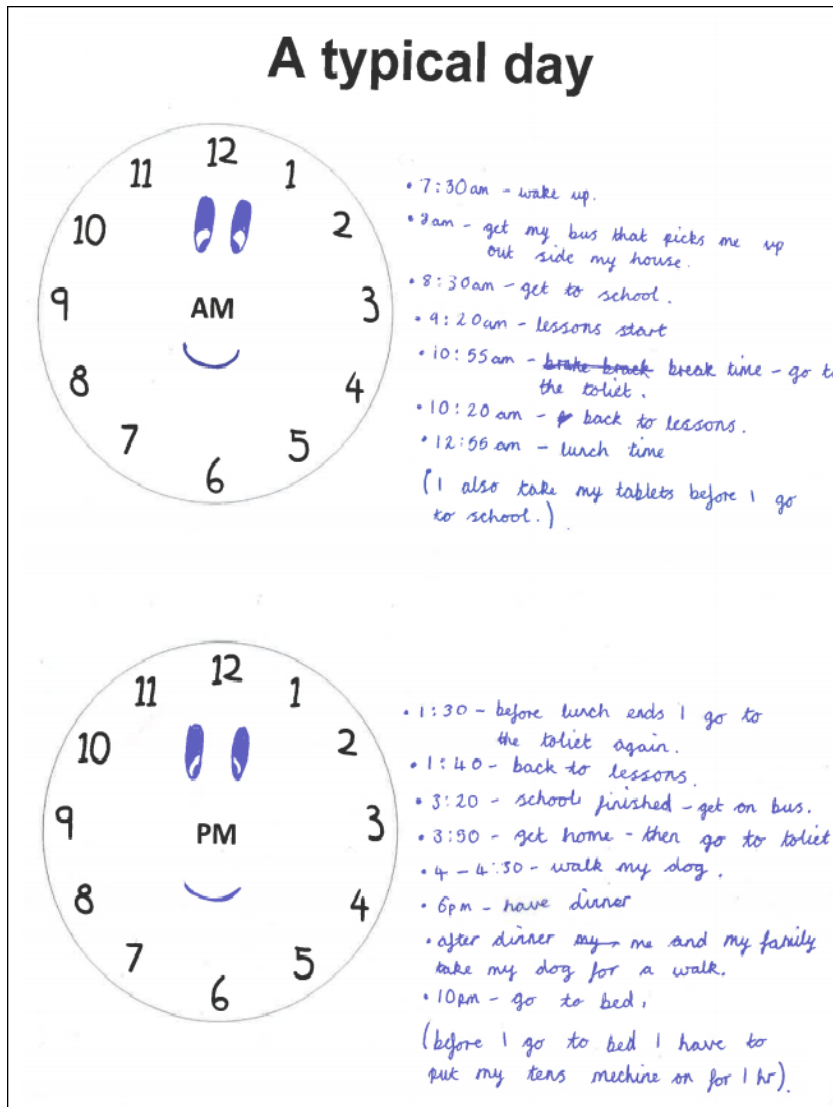 A typical day
12
11
1
10
2
9
AM
3
8
4
7
5
6
• 7:30am - wake up.
• 8am - get my bus that picks me up
out side my house.
• 8:30am - get to school.
• 9:20am - lessons start
• 10:55am - brake brack break time - go to
the toliet.
• 10:20am - back to lessons.
• 12:55am - lunch time
(I also take my tablets before I go
to school.)
12
11
1
10
2
9
PM
3
8
4
7
5
6
• 1:30 - before lunch ends I go to
the toliet again.
• 1:40 - back to lessons.
• 3:20 - school finished - get on bus.
• 3:50 - get home - then go to toliet
• 4 - 4:30 - walk my dog.
• 6pm - have dinner
• after dinner my me and my family
take my dog for a walk.
• 10pm - go to bed.
(before I go to bed I have to
put my tens mechine on for 1 hr).